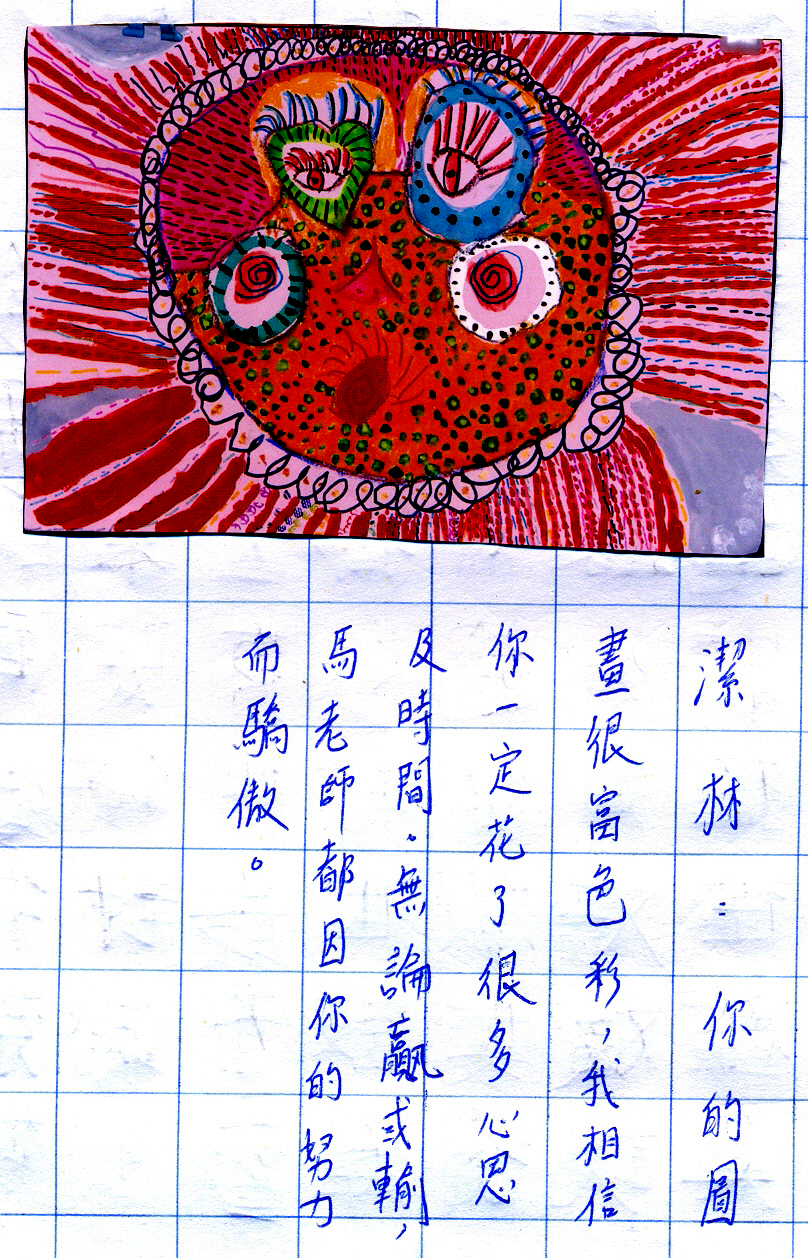 潔林：你的圖
畫很富色彩，我相信
你一定花了很多心思
及時間。無論贏或輸，
馬老師都因你的努力
而驕傲。